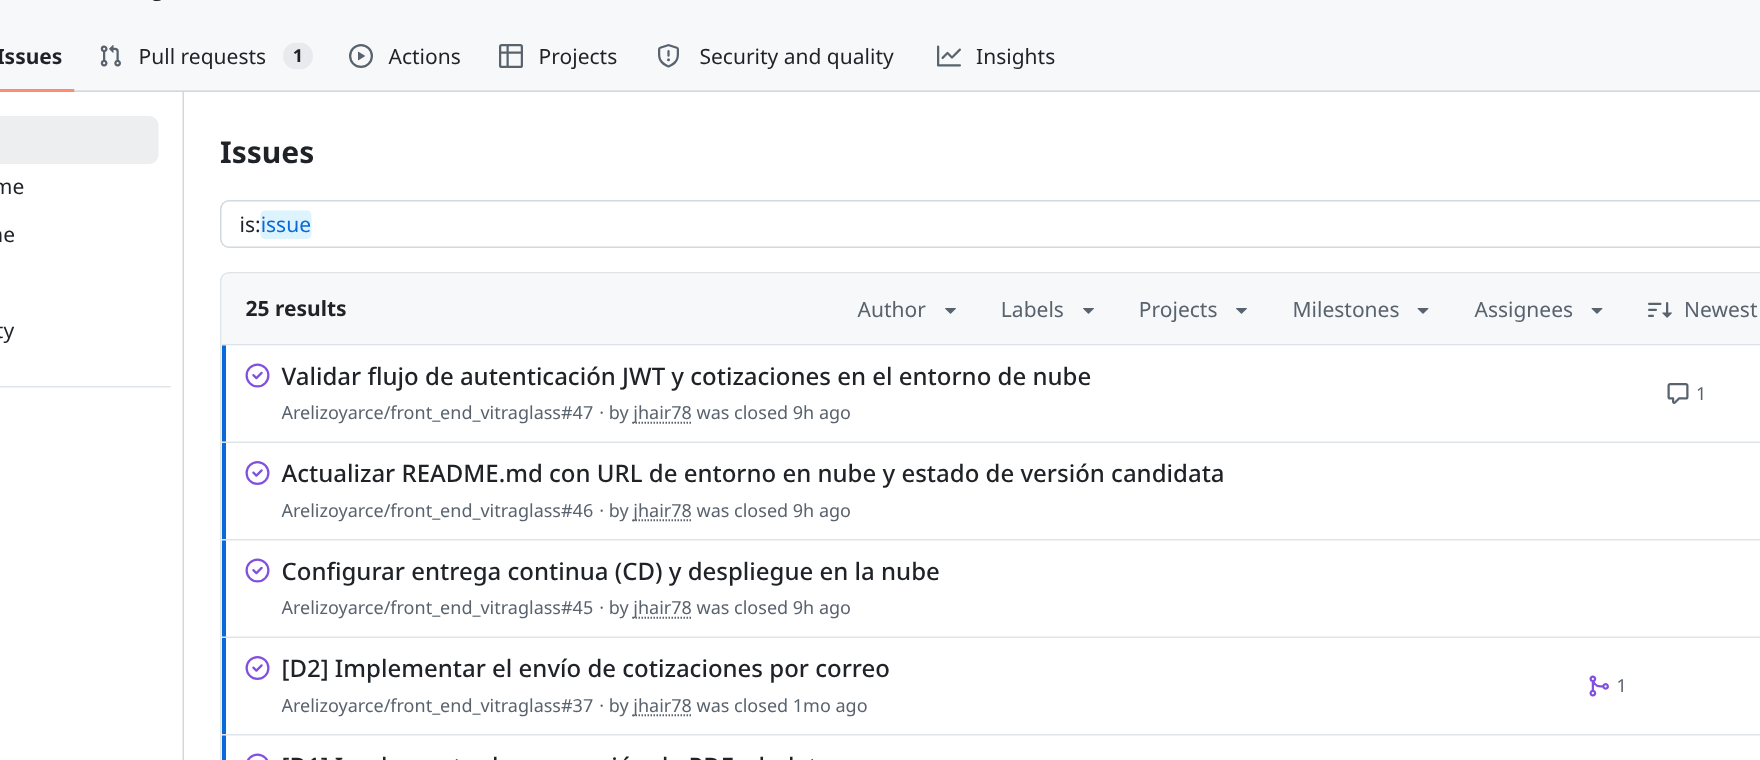 Issues
Pull requests 1
Actions
Projects
Security and quality
Insights
me
Issues
is:issue
25 results
Author
Labels
Projects
Milestones
Assignees
Newest
Validar flujo de autenticación JWT y cotizaciones en el entorno de nube
Arelizoyarce/front_end_vitraglass#47 · by jhair78 was closed 9h ago
1
Actualizar README.md con URL de entorno en nube y estado de versión candidata
Arelizoyarce/front_end_vitraglass#46 · by jhair78 was closed 9h ago
Configurar entrega continua (CD) y despliegue en la nube
Arelizoyarce/front_end_vitraglass#45 · by jhair78 was closed 9h ago
[D2] Implementar el envío de cotizaciones por correo
Arelizoyarce/front_end_vitraglass#37 · by jhair78 was closed 1mo ago
1